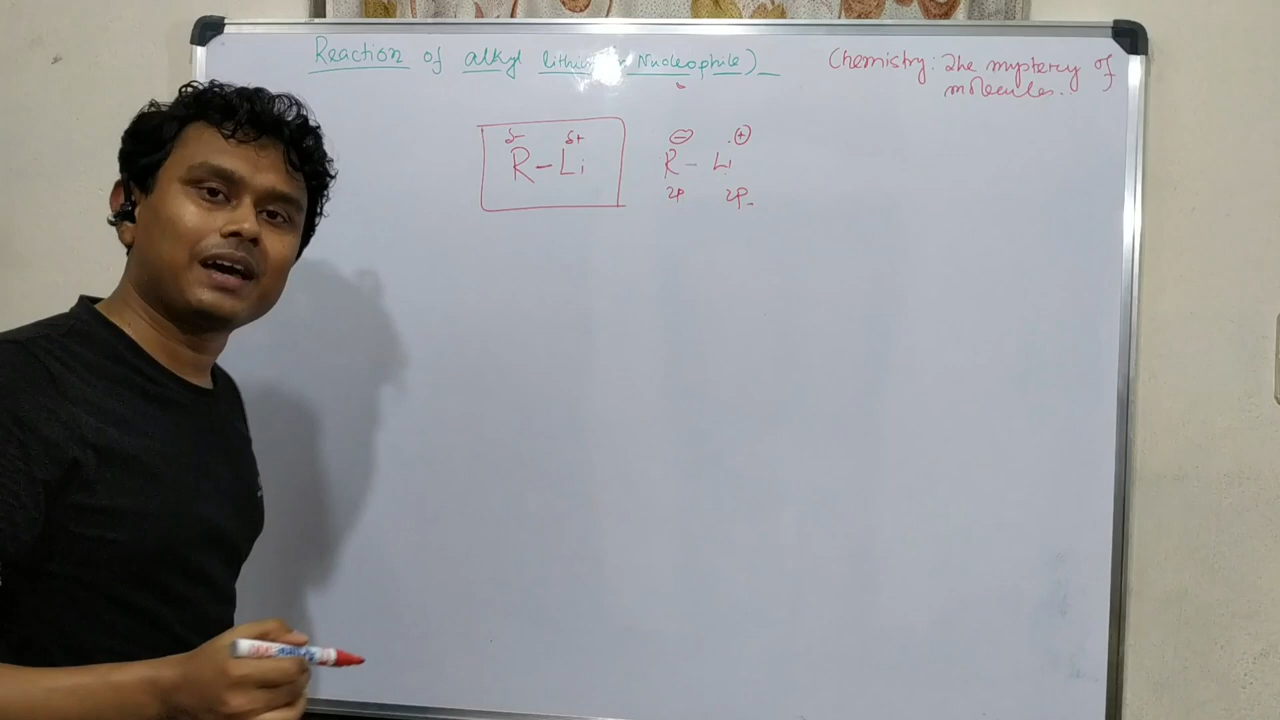 Reaction of alkyl lithium Nucleophile)
Chemistry: The mystery of
molecules.
δ- δ+
R-Li
⊖ ⊕
R - Li
2p 2p